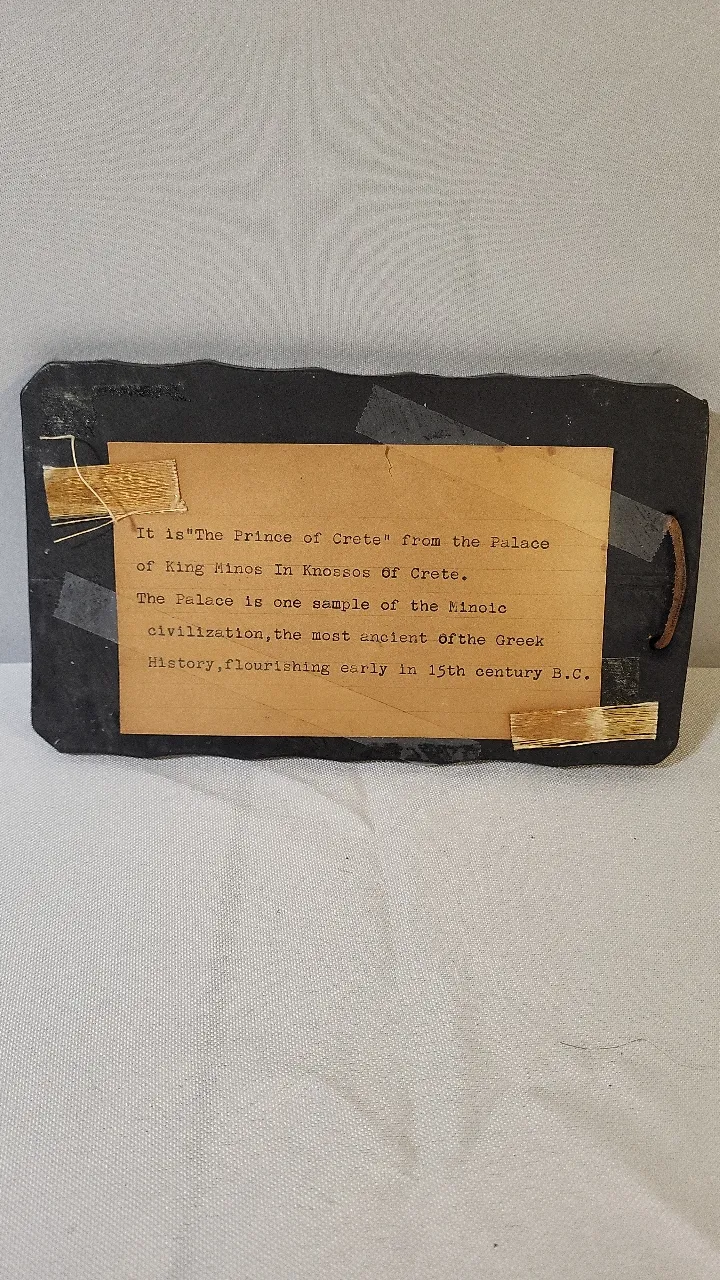 It is"The Prince of Crete" from the Palace
of King Minos In Knossos Of Crete.
The Palace is one sample of the Minoic
civilization,the most ancient ofthe Greek
History,flourishing early in 15th century B.C.